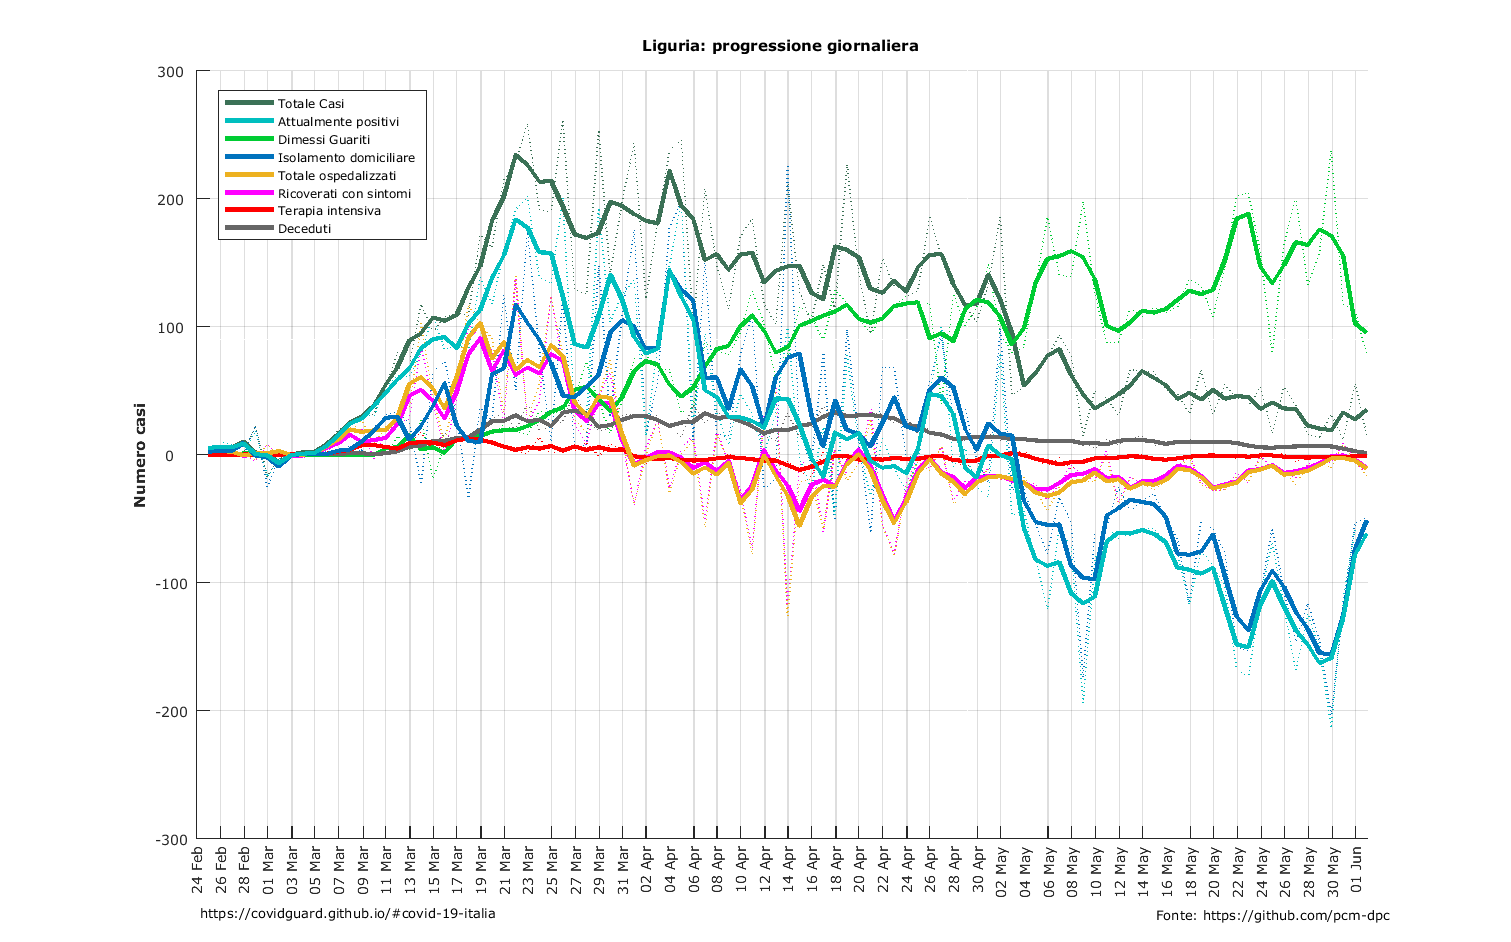 Liguria: progressione giornaliera
300
200
100
0
-100
-200
-300
Numero casi
Totale Casi
Attualmente positivi
Dimessi Guariti
Isolamento domiciliare
Totale ospedalizzati
Ricoverati con sintomi
Terapia intensiva
Deceduti
24 Feb
26 Feb
28 Feb
01 Mar
03 Mar
05 Mar
07 Mar
09 Mar
11 Mar
13 Mar
15 Mar
17 Mar
19 Mar
21 Mar
23 Mar
25 Mar
27 Mar
29 Mar
31 Mar
02 Apr
04 Apr
06 Apr
08 Apr
10 Apr
12 Apr
14 Apr
16 Apr
18 Apr
20 Apr
22 Apr
24 Apr
26 Apr
28 Apr
30 Apr
02 May
04 May
06 May
08 May
10 May
12 May
14 May
16 May
18 May
20 May
22 May
24 May
26 May
28 May
30 May
01 Jun
https://covidguard.github.io/#covid-19-italia
Fonte: https://github.com/pcm-dpc